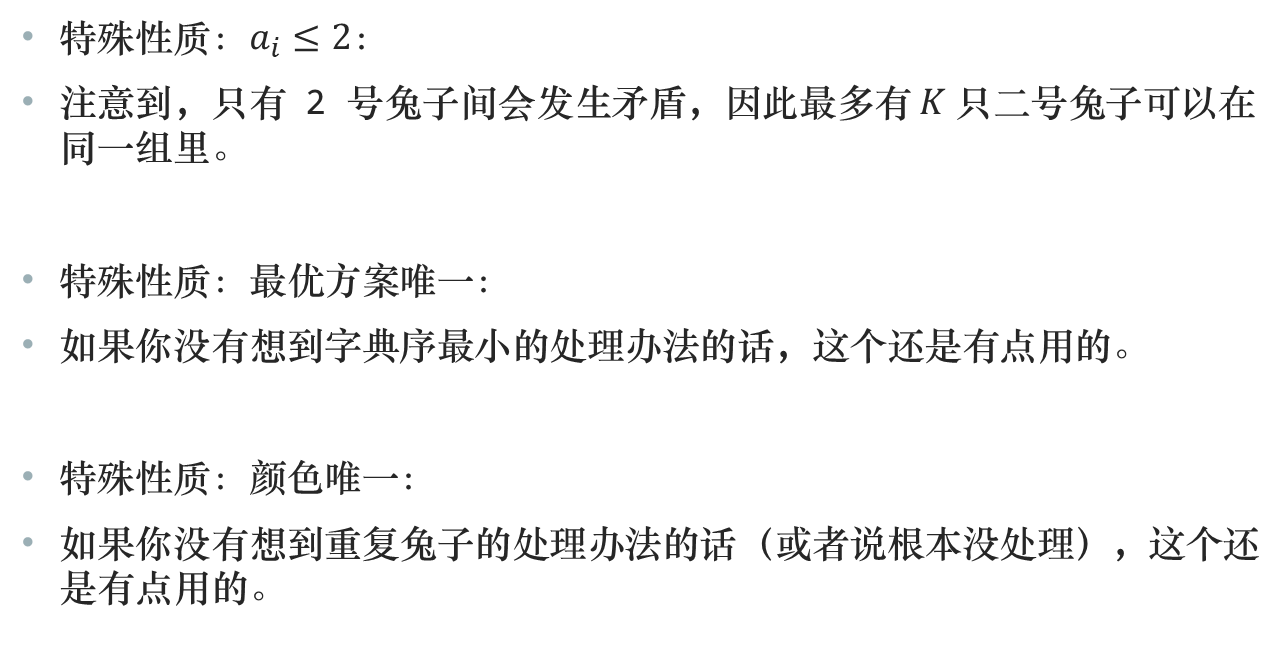 • 特殊性质：$a_i \leq 2$：
• 注意到，只有 2 号兔子间会发生矛盾，因此最多有 $K$ 只二号兔子可以在
同一组里。
• 特殊性质：最优方案唯一：
• 如果你没有想到字典序最小的处理办法的话，这个还是有点用的。
• 特殊性质：颜色唯一：
• 如果你没有想到重复兔子的处理办法的话（或者说根本没处理），这个还
是有点用的。